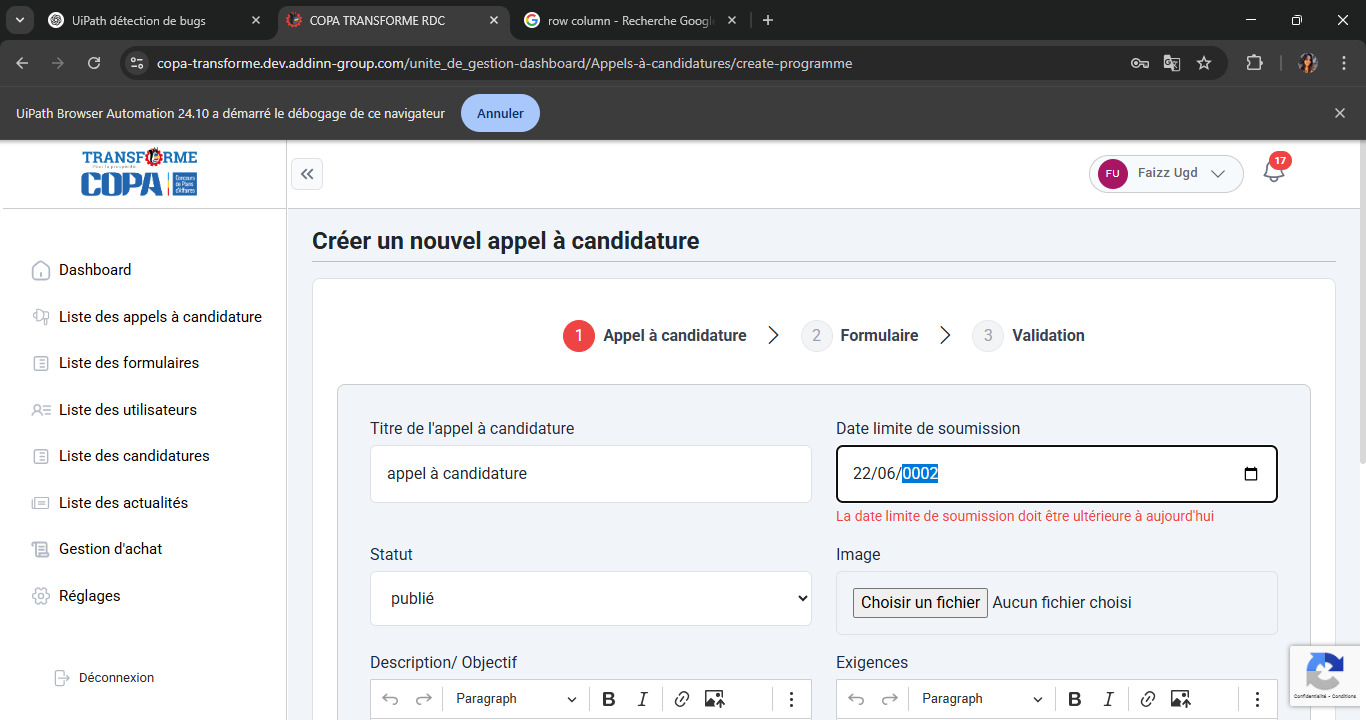 UiPath détection de bugs
COPA TRANSFORME RDC
row column - Recherche Googl
copa-transforme.dev.addinn-group.com/unite_de_gestion-dashboard/Appels-à-candidatures/create-programme
UiPath Browser Automation 24.10 a démarré le débogage de ce navigateur
Annuler
TRANSFORME
COPA
Concours de Plans d'Affaires
FU
Faizz Ugd
17
Créer un nouvel appel à candidature
Dashboard
Liste des appels à candidature
Liste des formulaires
Liste des utilisateurs
Liste des candidatures
Liste des actualités
Gestion d'achat
Réglages
Déconnexion
1 Appel à candidature
2 Formulaire
3 Validation
Titre de l'appel à candidature
appel à candidature
Date limite de soumission
22/06/0002
La date limite de soumission doit être ultérieure à aujourd'hui
Statut
publié
Image
Choisir un fichier Aucun fichier choisi
Description/ Objectif
Paragraph
B I
Exigences
Paragraph
B I
Confidentialité - Conditions